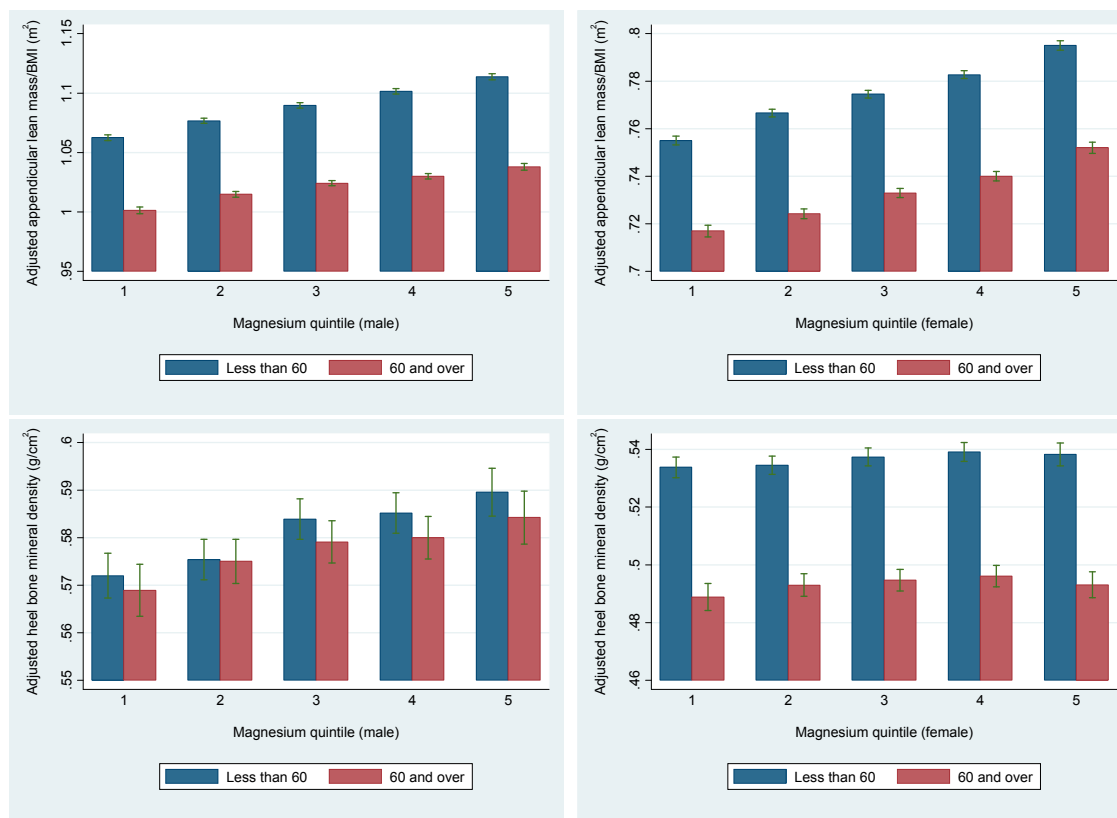 Adjusted appendicular lean mass/BMI (m²)
1.15
1.1
1.05
1
.95
1 2 3 4 5
Magnesium quintile (male)
Less than 60 60 and over
Adjusted appendicular lean mass/BMI (m²)
.8
.78
.76
.74
.72
.7
1 2 3 4 5
Magnesium quintile (female)
Less than 60 60 and over
Adjusted heel bone mineral density (g/cm²)
.6
.59
.58
.57
.56
.55
1 2 3 4 5
Magnesium quintile (male)
Less than 60 60 and over
Adjusted heel bone mineral density (g/cm²)
.54
.52
.5
.48
.46
1 2 3 4 5
Magnesium quintile (female)
Less than 60 60 and over